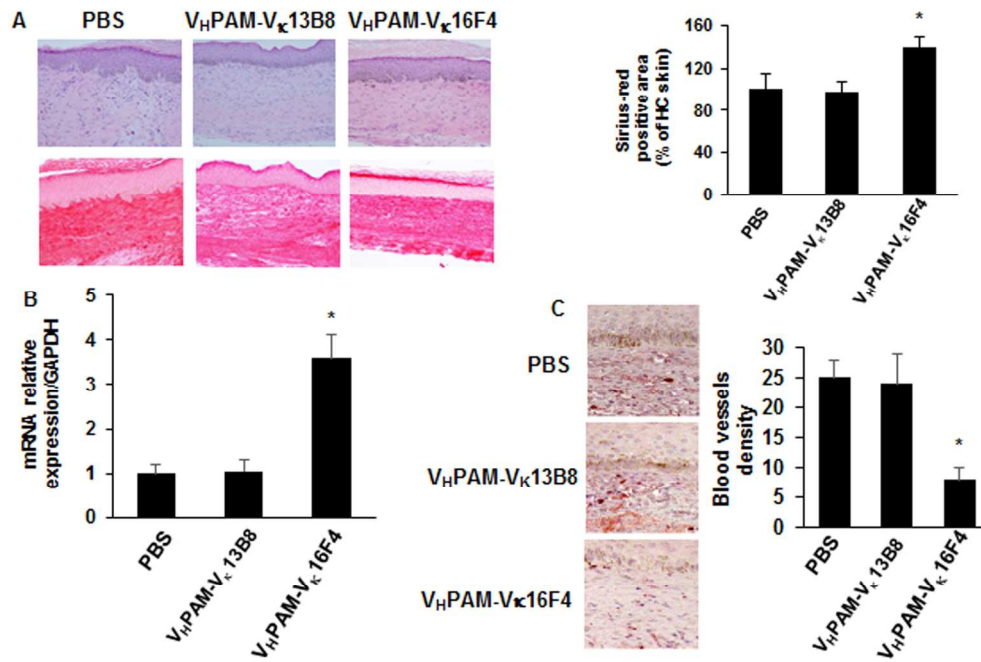 A
PBS
VHPAM-Vκ13B8
VHPAM-Vκ16F4
Sirius-red
positive area
(% of HC skin)
160
120
80
40
0
*
PBS
VHPAM-Vκ13B8
VHPAM-Vκ16F4
B
mRNA relative
expression/GAPDH
5
4
3
2
1
0
*
PBS
VHPAM-Vκ 13B8
VHPAM-Vκ 16F4
C
PBS
VHPAM-VK13B8
VHPAM-Vκ16F4
Blood vessels
density
30
25
20
15
10
5
0
*
PBS
VHPAM-Vκ 13B8
VHPAM-Vκ 16F4